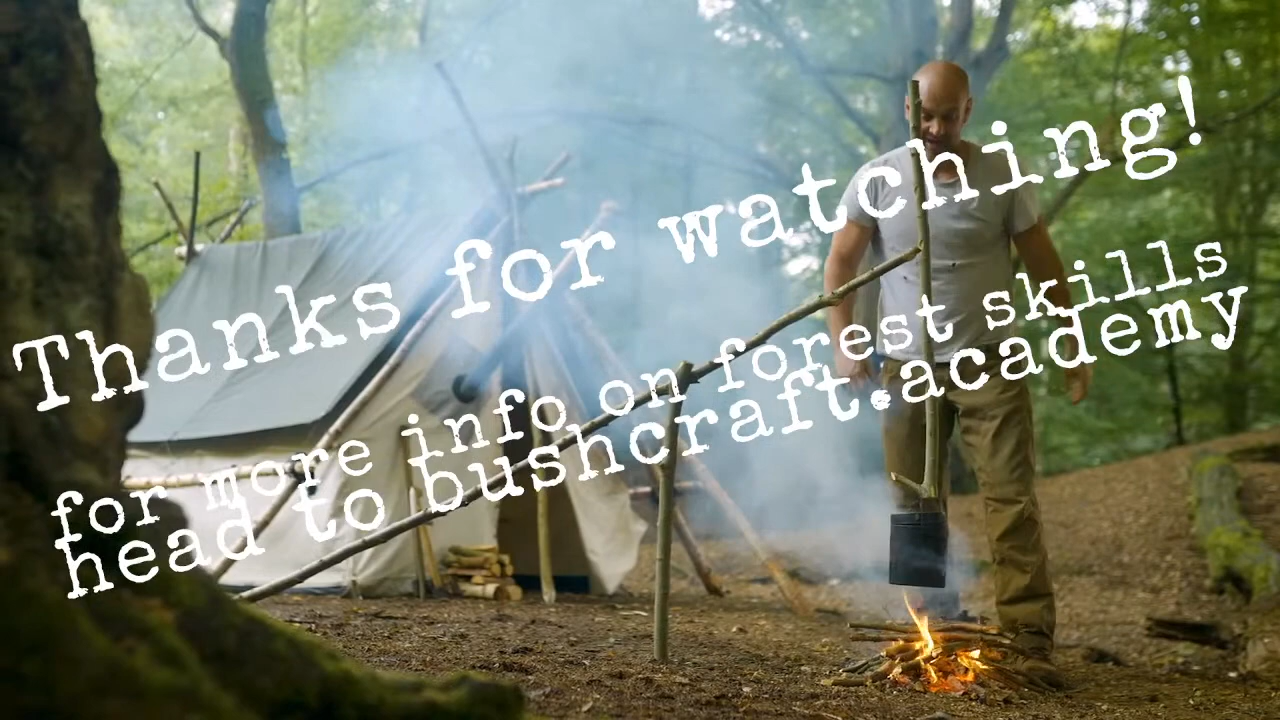 Thanks for watching!
for more info on forest skills
head to bushcraft.academy